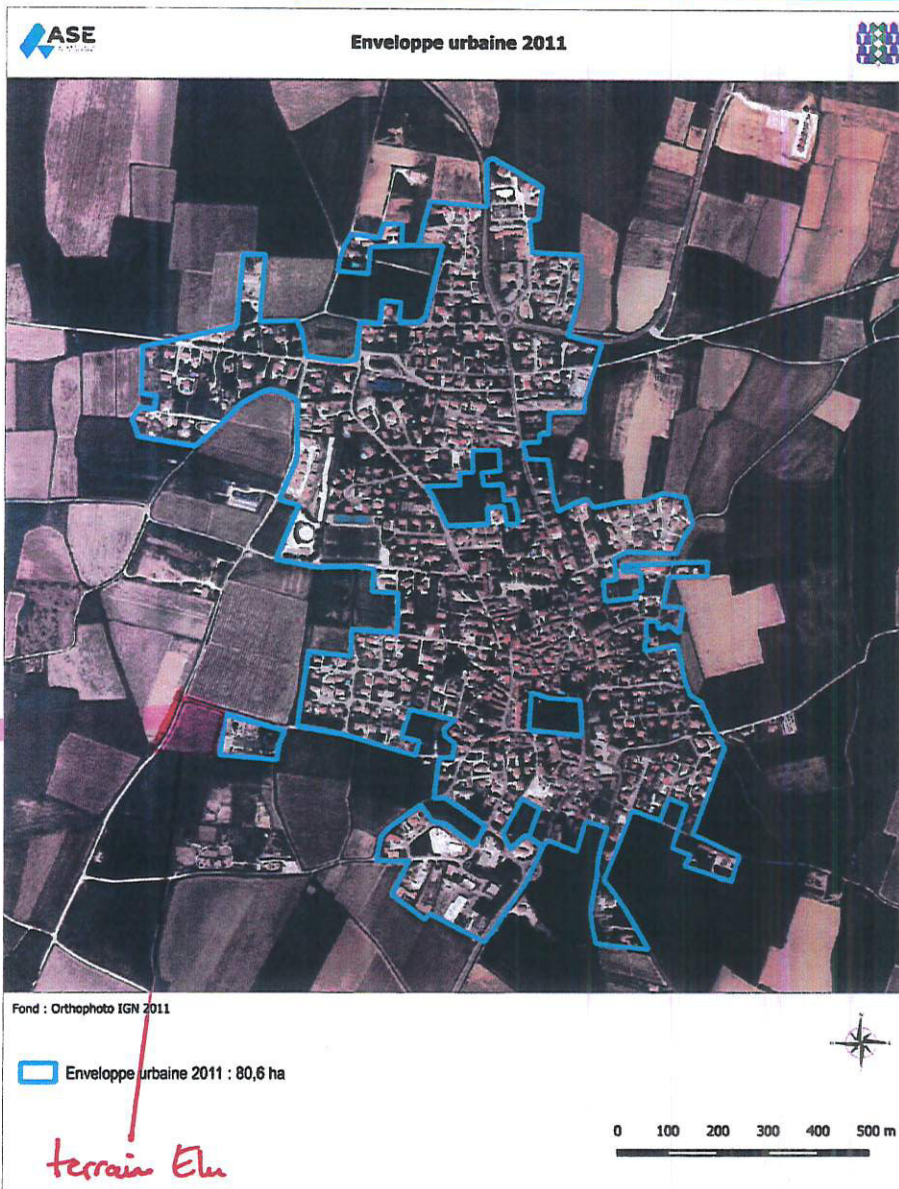 ASE
Enveloppe urbaine 2011
Fond : Orthophoto IGN 2011
Enveloppe urbaine 2011 : 80,6 ha
0 100 200 300 400 500 m
terrain Elu